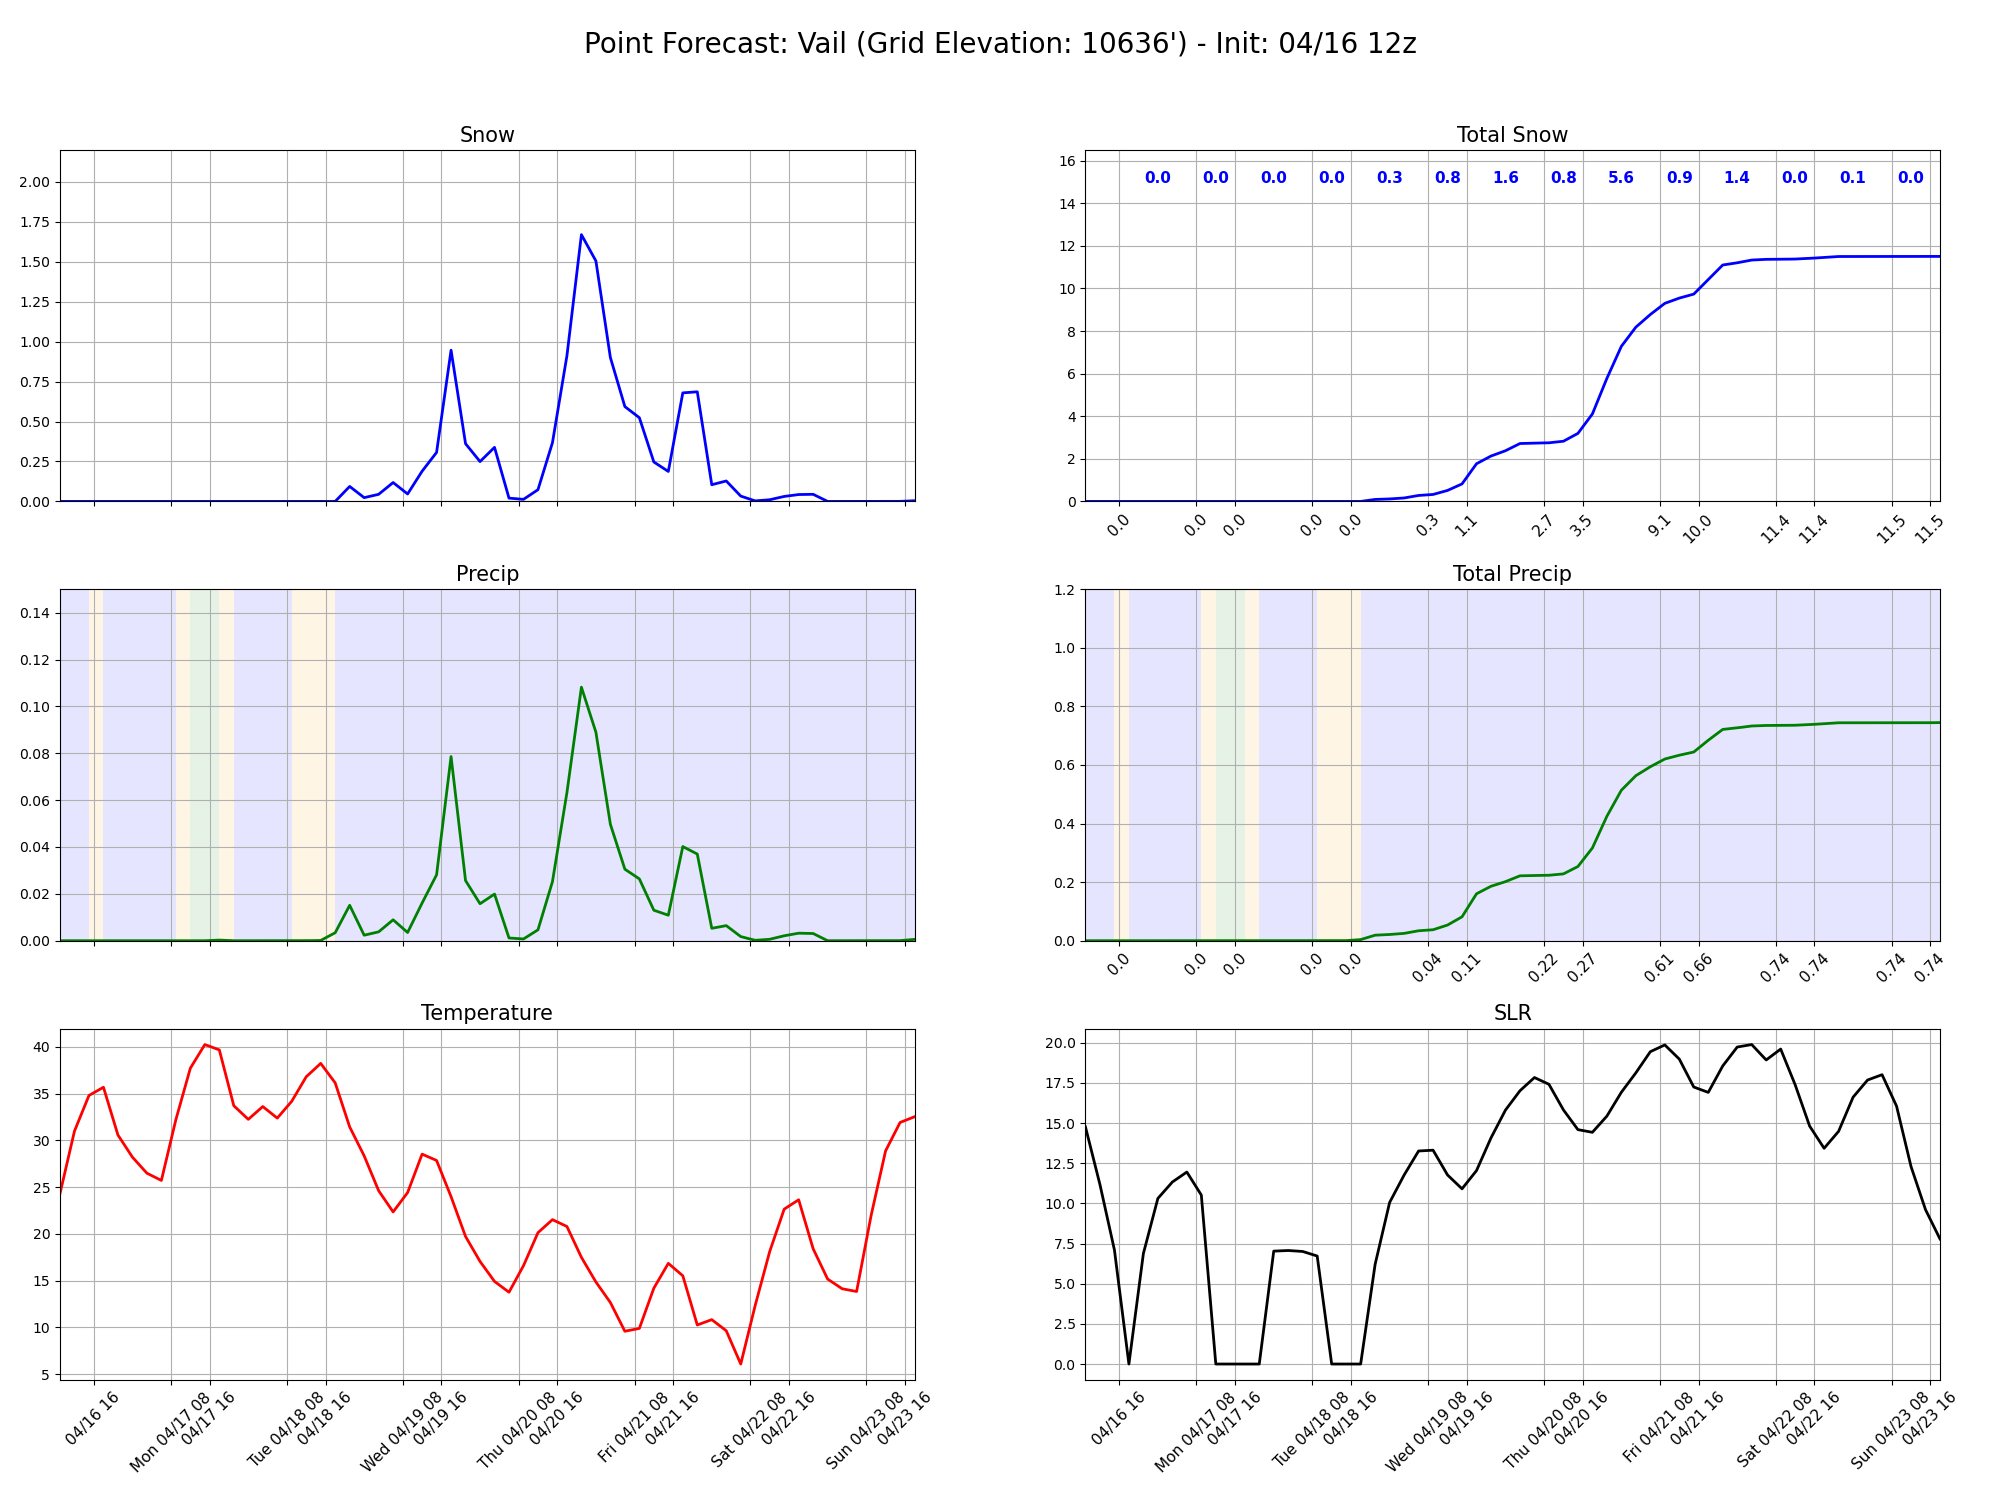 Point Forecast: Vail (Grid Elevation: 10636') - Init: 04/16 12z
Snow
2.00
1.75
1.50
1.25
1.00
0.75
0.50
0.25
0.00
Total Snow
16
14
12
10
8
6
4
2
0
0.0 0.0 0.0 0.0 0.3 0.8 1.6 0.8 5.6 0.9 1.4 0.0 0.1 0.0
0.0 0.0 0.0 0.0 0.0 0.3 1.1 2.7 3.5 9.1 10.0 11.4 11.4 11.5 11.5
Precip
0.14
0.12
0.10
0.08
0.06
0.04
0.02
0.00
Total Precip
1.2
1.0
0.8
0.6
0.4
0.2
0.0
0.0 0.0 0.0 0.0 0.0 0.04 0.11 0.22 0.27 0.61 0.66 0.74 0.74 0.74 0.74
Temperature
40
35
30
25
20
15
10
5
04/16 16
Mon 04/17 08
04/17 16
Tue 04/18 08
04/18 16
Wed 04/19 08
04/19 16
Thu 04/20 08
04/20 16
Fri 04/21 08
04/21 16
Sat 04/22 08
04/22 16
Sun 04/23 08
04/23 16
SLR
20.0
17.5
15.0
12.5
10.0
7.5
5.0
2.5
0.0
04/16 16
Mon 04/17 08
04/17 16
Tue 04/18 08
04/18 16
Wed 04/19 08
04/19 16
Thu 04/20 08
04/20 16
Fri 04/21 08
04/21 16
Sat 04/22 08
04/22 16
Sun 04/23 08
04/23 16